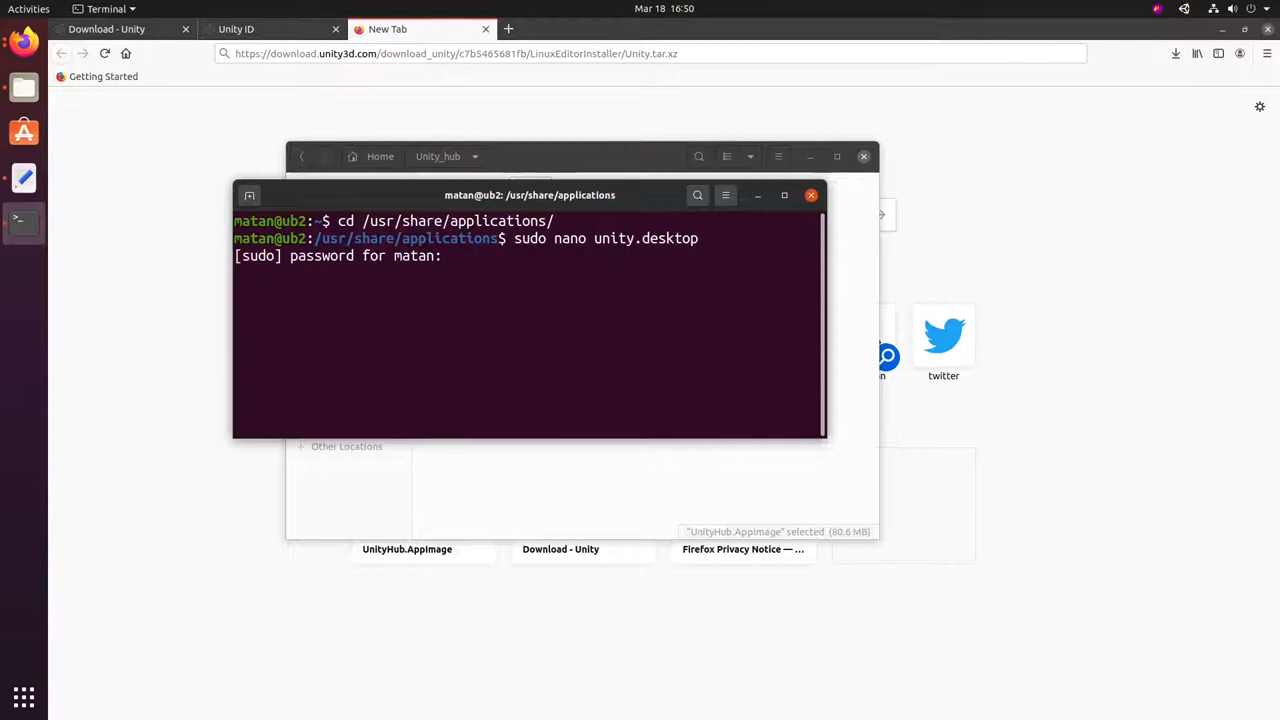 Activities
Terminal
Mar 18 16:50
Download - Unity
Unity ID
New Tab
https://download.unity3d.com/download_unity/c7b5465681fb/LinuxEditorInstaller/Unity.tar.xz
Getting Started
Home
Unity_hub
matan@ub2: /usr/share/applications
matan@ub2:~$ cd /usr/share/applications/
matan@ub2:/usr/share/applications$ sudo nano unity.desktop
[sudo] password for matan:
twitter
Other Locations
"UnityHub.AppImage" selected (80.6 MB)
UnityHub.AppImage
Download - Unity
Firefox Privacy Notice — ...